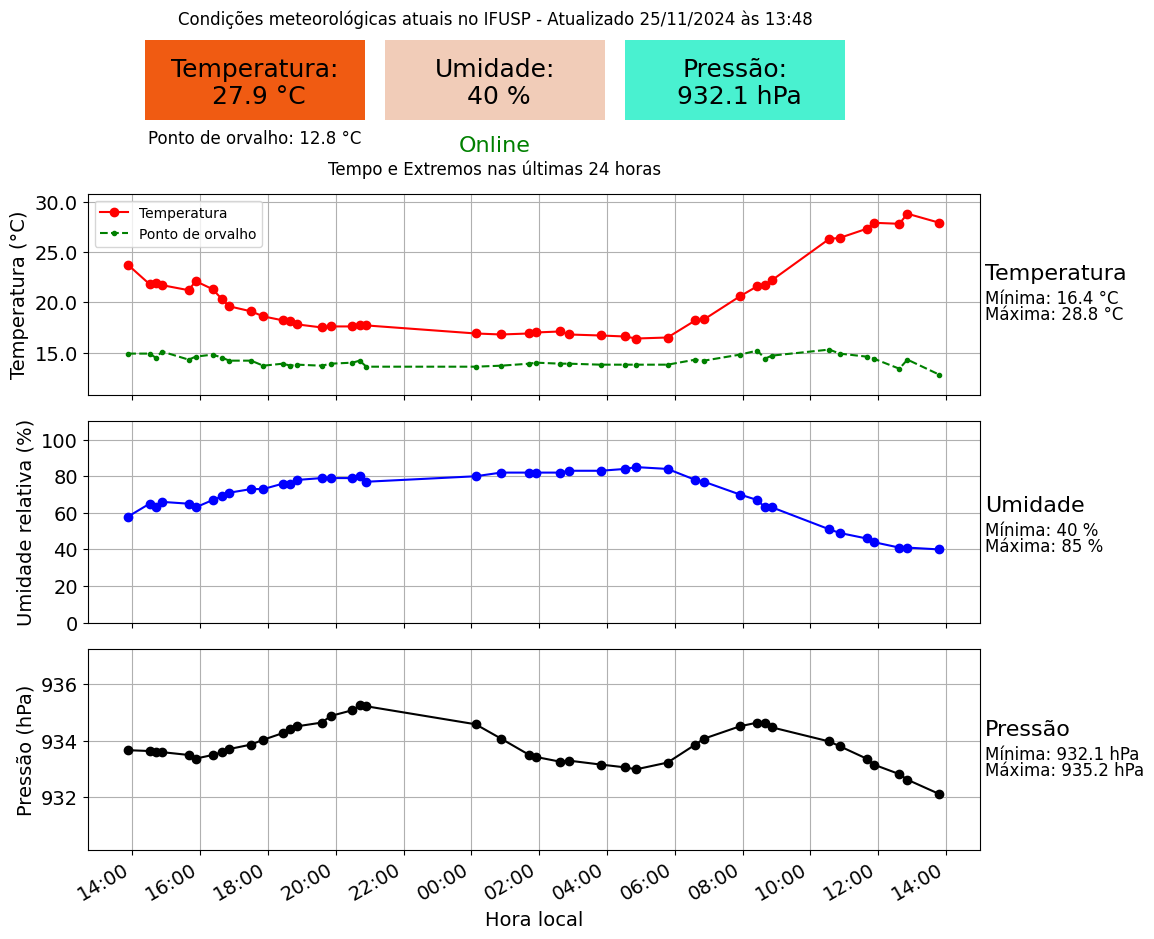 Condições meteorológicas atuais no IFUSP - Atualizado 25/11/2024 às 13:48
Temperatura:
27.9 °C
Umidade:
40 %
Pressão:
932.1 hPa
Ponto de orvalho: 12.8 °C
Online
Tempo e Extremos nas últimas 24 horas
Temperatura (°C)
30.0
25.0
20.0
15.0
Temperatura
Ponto de orvalho
Temperatura
Mínima: 16.4 °C
Máxima: 28.8 °C
Umidade relativa (%)
100
80
60
40
20
0
Umidade
Mínima: 40 %
Máxima: 85 %
Pressão (hPa)
936
934
932
Pressão
Mínima: 932.1 hPa
Máxima: 935.2 hPa
14:00 16:00 18:00 20:00 22:00 00:00 02:00 04:00 06:00 08:00 10:00 12:00 14:00
Hora local